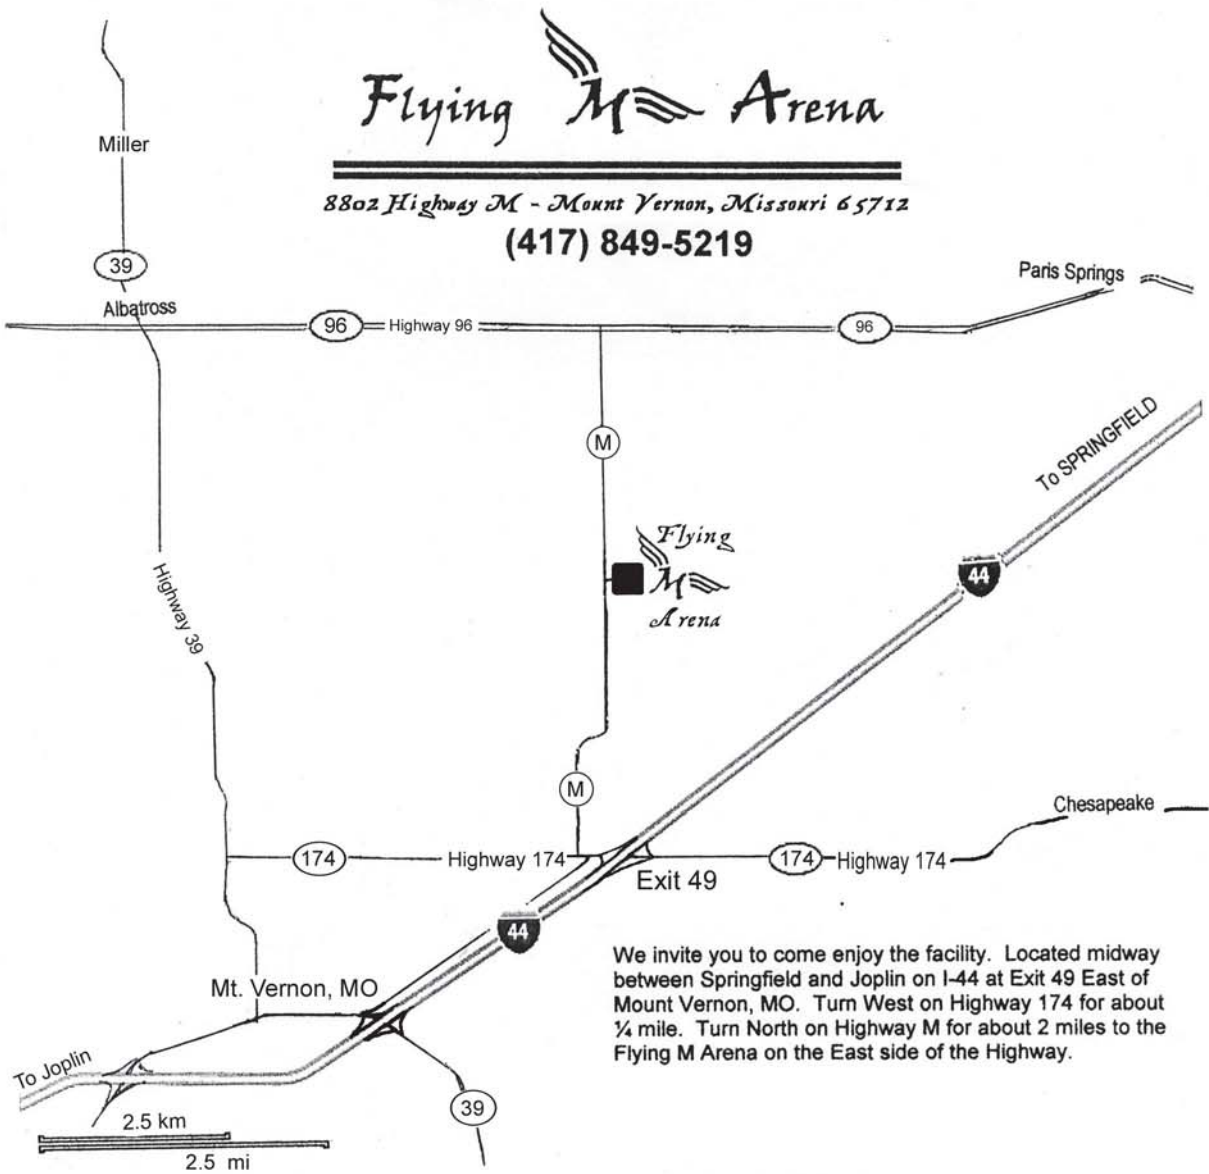 Flying M Arena
8802 Highway M - Mount Vernon, Missouri 65712
(417) 849-5219
Miller
39
Albatross
Paris Springs
96
Highway 96
96
M
To SPRINGFIELD
44
Flying
M
Arena
Highway 39
M
Chesapeake
174
Highway 174
174
Highway 174
Exit 49
44
Mt. Vernon, MO
We invite you to come enjoy the facility. Located midway
between Springfield and Joplin on I-44 at Exit 49 East of
Mount Vernon, MO. Turn West on Highway 174 for about
¼ mile. Turn North on Highway M for about 2 miles to the
Flying M Arena on the East side of the Highway.
To Joplin
39
2.5 km
2.5 mi